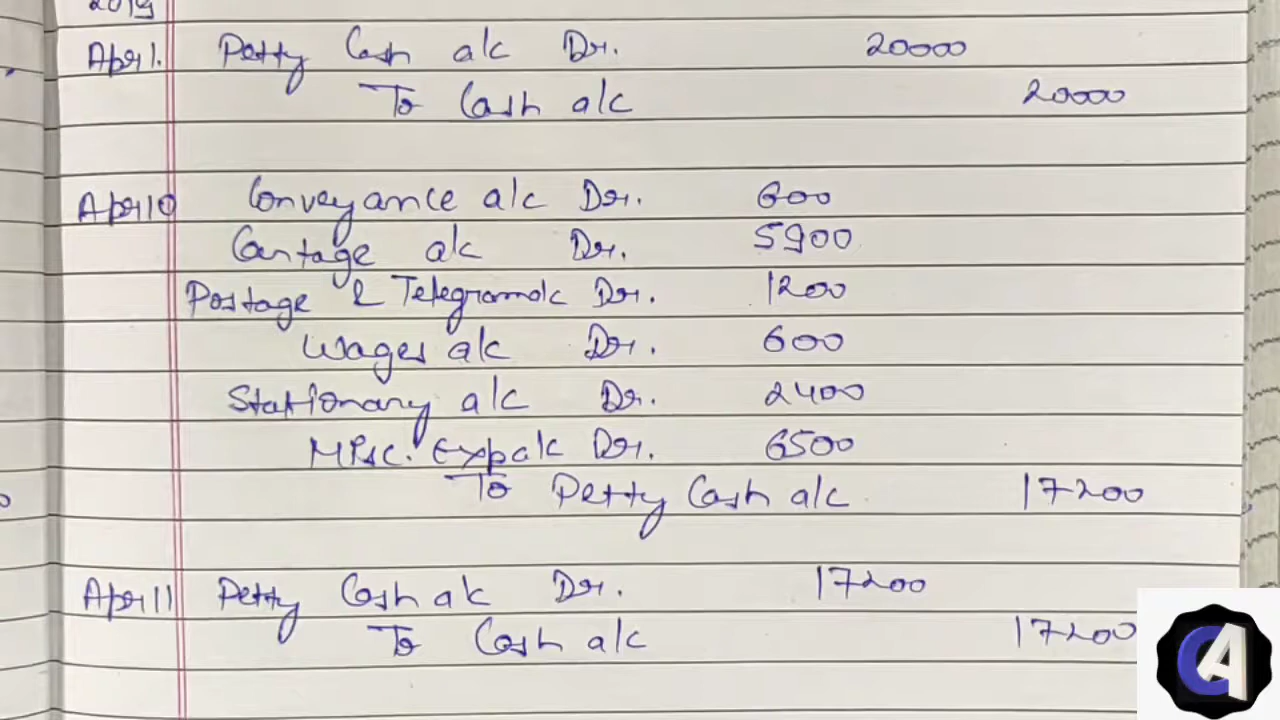 2019
Apr 1. Petty Cash a/c Dr. 20000
To Cash a/c 20000
Apr 10 Conveyance a/c Dr. 600
Cartage a/c Dr. 5900
Postage & Telegram a/c Dr. 1200
Wages a/c Dr. 600
Stationary a/c Dr. 2400
Misc. Exp a/c Dr. 6500
To Petty Cash a/c 17200
Apr 11 Petty Cash a/c Dr. 17200
To Cash a/c 17200
CA